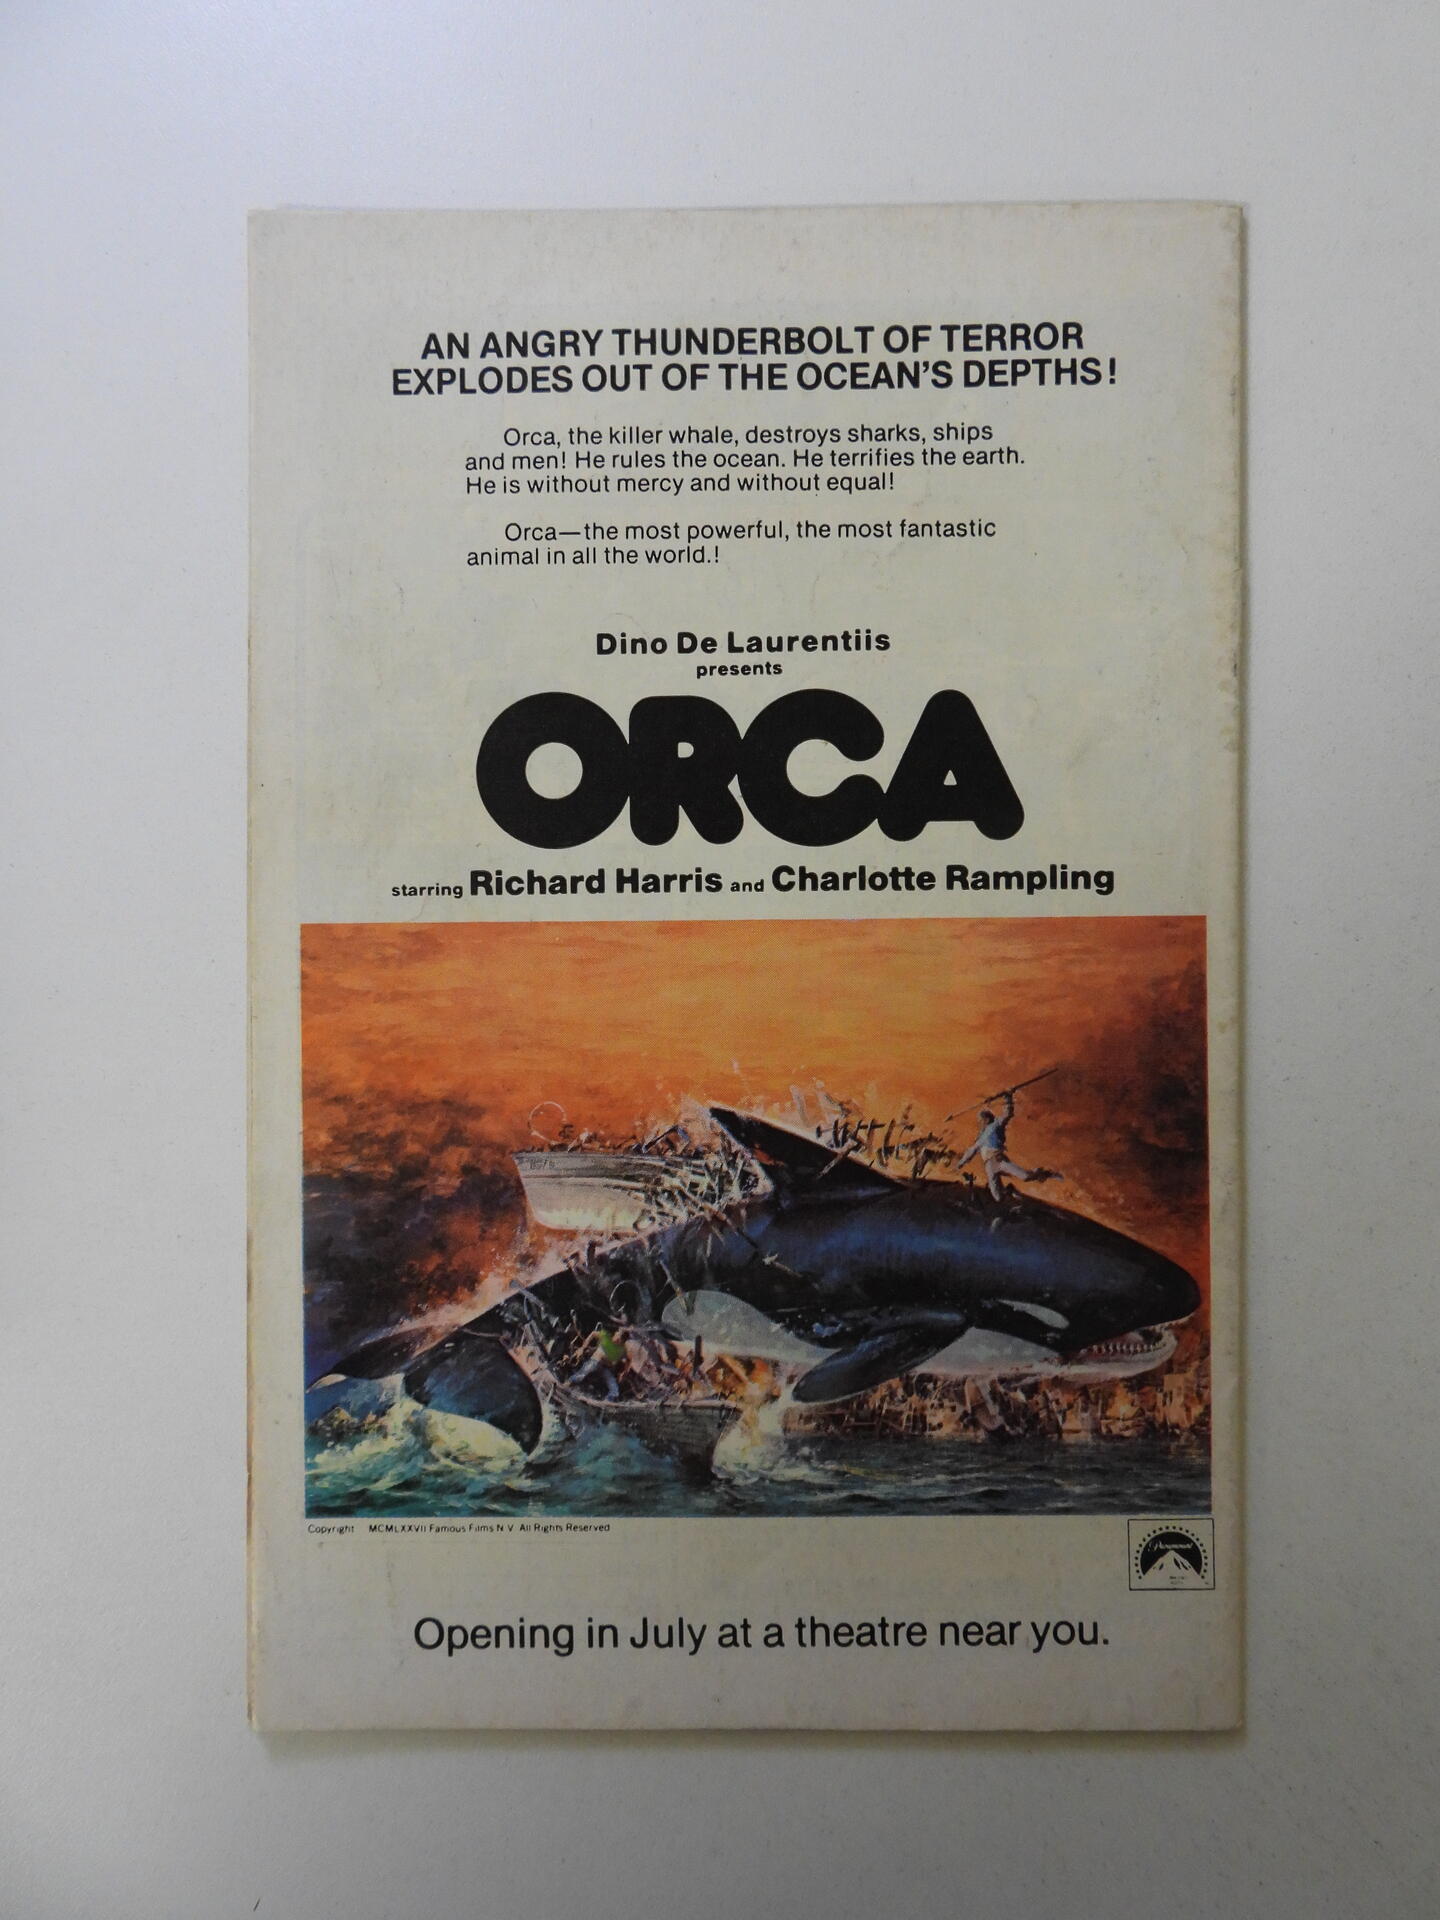 AN ANGRY THUNDERBOLT OF TERROR
EXPLODES OUT OF THE OCEAN'S DEPTHS!
Orca, the killer whale, destroys sharks, ships
and men! He rules the ocean. He terrifies the earth.
He is without mercy and without equal!
Orca—the most powerful, the most fantastic
animal in all the world.!
Dino De Laurentiis
presents
ORCA
starring Richard Harris and Charlotte Rampling
Copyright MCMLXXVII Famous Films N V All Rights Reserved
Paramount
Opening in July at a theatre near you.